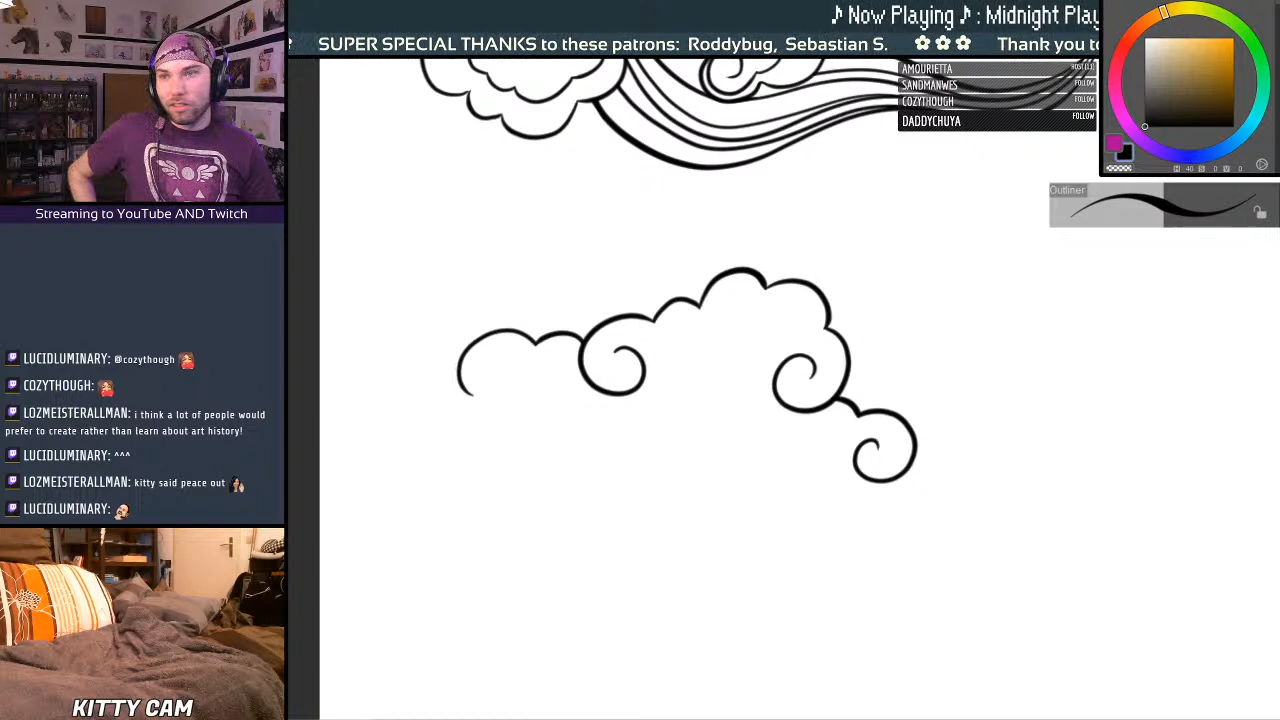 ♪ Now Playing ♪ : Midnight Play
SUPER SPECIAL THANKS to these patrons: Roddybug, Sebastian S. ✿ ✿ ✿ Thank you to
AMOURIETTA
SANDMANWES FOLLOW
COZYTHOUGH FOLLOW
DADDYCHUYA FOLLOW
Outliner
Streaming to YouTube AND Twitch
LUCIDLUMINARY: @cozythough
COZYTHOUGH:
LOZMEISTERALLMAN: i think a lot of people would
prefer to create rather than learn about art history!
LUCIDLUMINARY: ^^^
LOZMEISTERALLMAN: kitty said peace out
LUCIDLUMINARY:
KITTY CAM